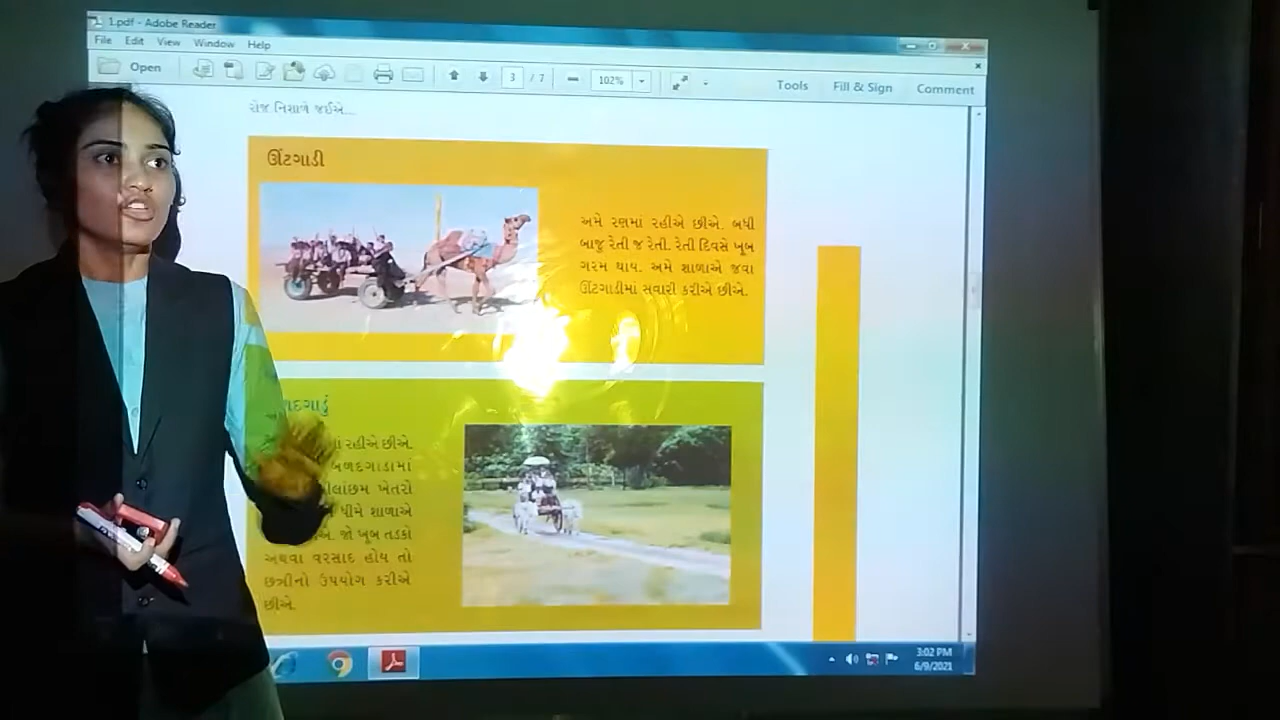 1.pdf - Adobe Reader
File Edit View Window Help
Open 3 / 7 102% Tools Fill & Sign Comment
રોજ નિશાળે જઈએ...
ઊંટગાડી
અમે રણમાં રહીએ છીએ. બધી
બાજુ રેતી જ રેતી. રેતી દિવસે ખૂબ
ગરમ થાય. અમે શાળાએ જવા
ઊંટગાડીમાં સવારી કરીએ છીએ.
રહીએ છીએ.
બળદગાડામાં
ખેતરો
ધીમે શાળાએ
જો ખૂબ તડકો
અથવા વરસાદ હોય તો
છત્રીનો ઉપયોગ કરીએ
છીએ.
3:02 PM
6/9/2021